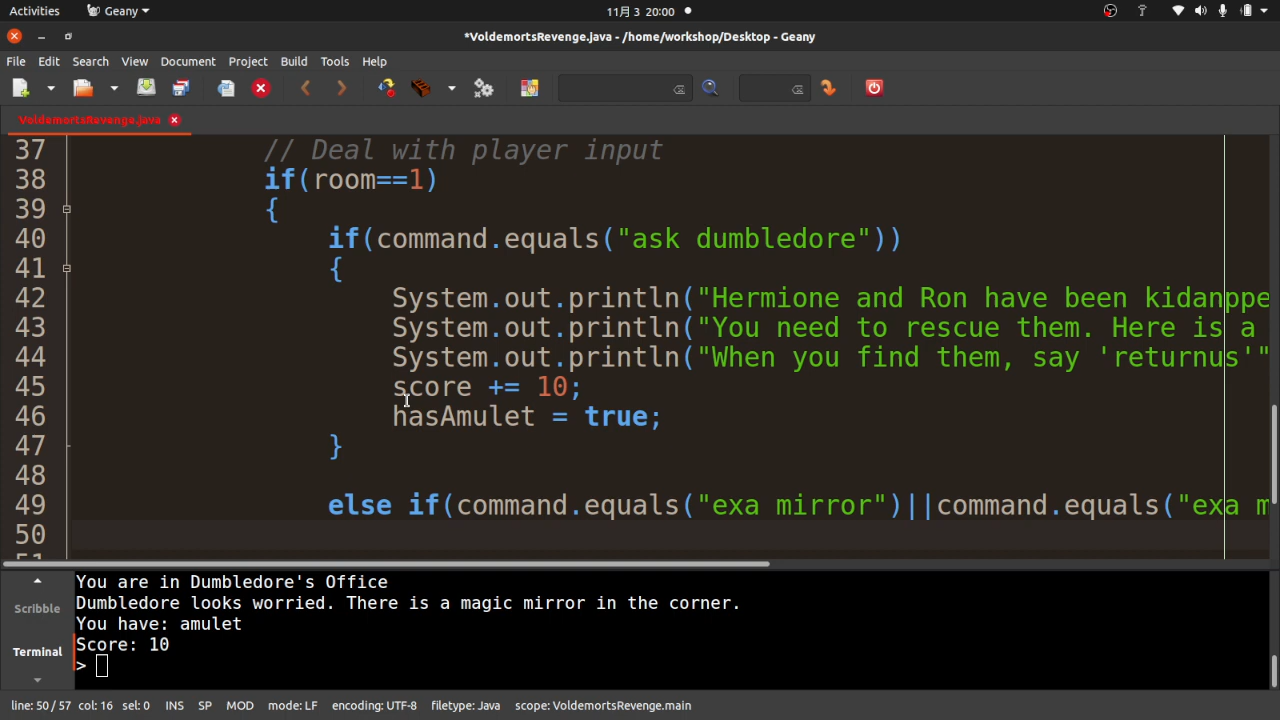 Activities Geany 11月 3 20:00
*VoldemortsRevenge.java - /home/workshop/Desktop - Geany
File Edit Search View Document Project Build Tools Help
VoldemortsRevenge.java
37 // Deal with player input
38 if(room==1)
39 {
40 if(command.equals("ask dumbledore"))
41 {
42 System.out.println("Hermione and Ron have been kidanppe
43 System.out.println("You need to rescue them. Here is a
44 System.out.println("When you find them, say 'returnus'"
45 score += 10;
46 hasAmulet = true;
47 }
48
49 else if(command.equals("exa mirror")||command.equals("exa m
50
51
You are in Dumbledore's Office
Dumbledore looks worried. There is a magic mirror in the corner.
Scribble
You have: amulet
Score: 10
Terminal
>
line: 50 / 57 col: 16 sel: 0 INS SP MOD mode: LF encoding: UTF-8 filetype: Java scope: VoldemortsRevenge.main